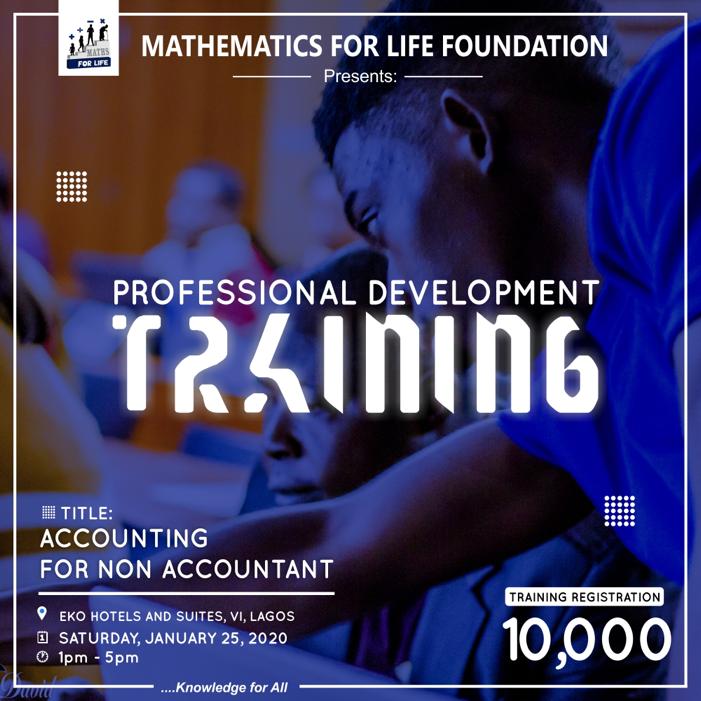 MATHS
FOR LIFE
MATHEMATICS FOR LIFE FOUNDATION
Presents:
PROFESSIONAL DEVELOPMENT
TRAINING
TITLE:
ACCOUNTING
FOR NON ACCOUNTANT
EKO HOTELS AND SUITES, VI, LAGOS
SATURDAY, JANUARY 25, 2020
1pm - 5pm
TRAINING REGISTRATION
10,000
....Knowledge for All
David